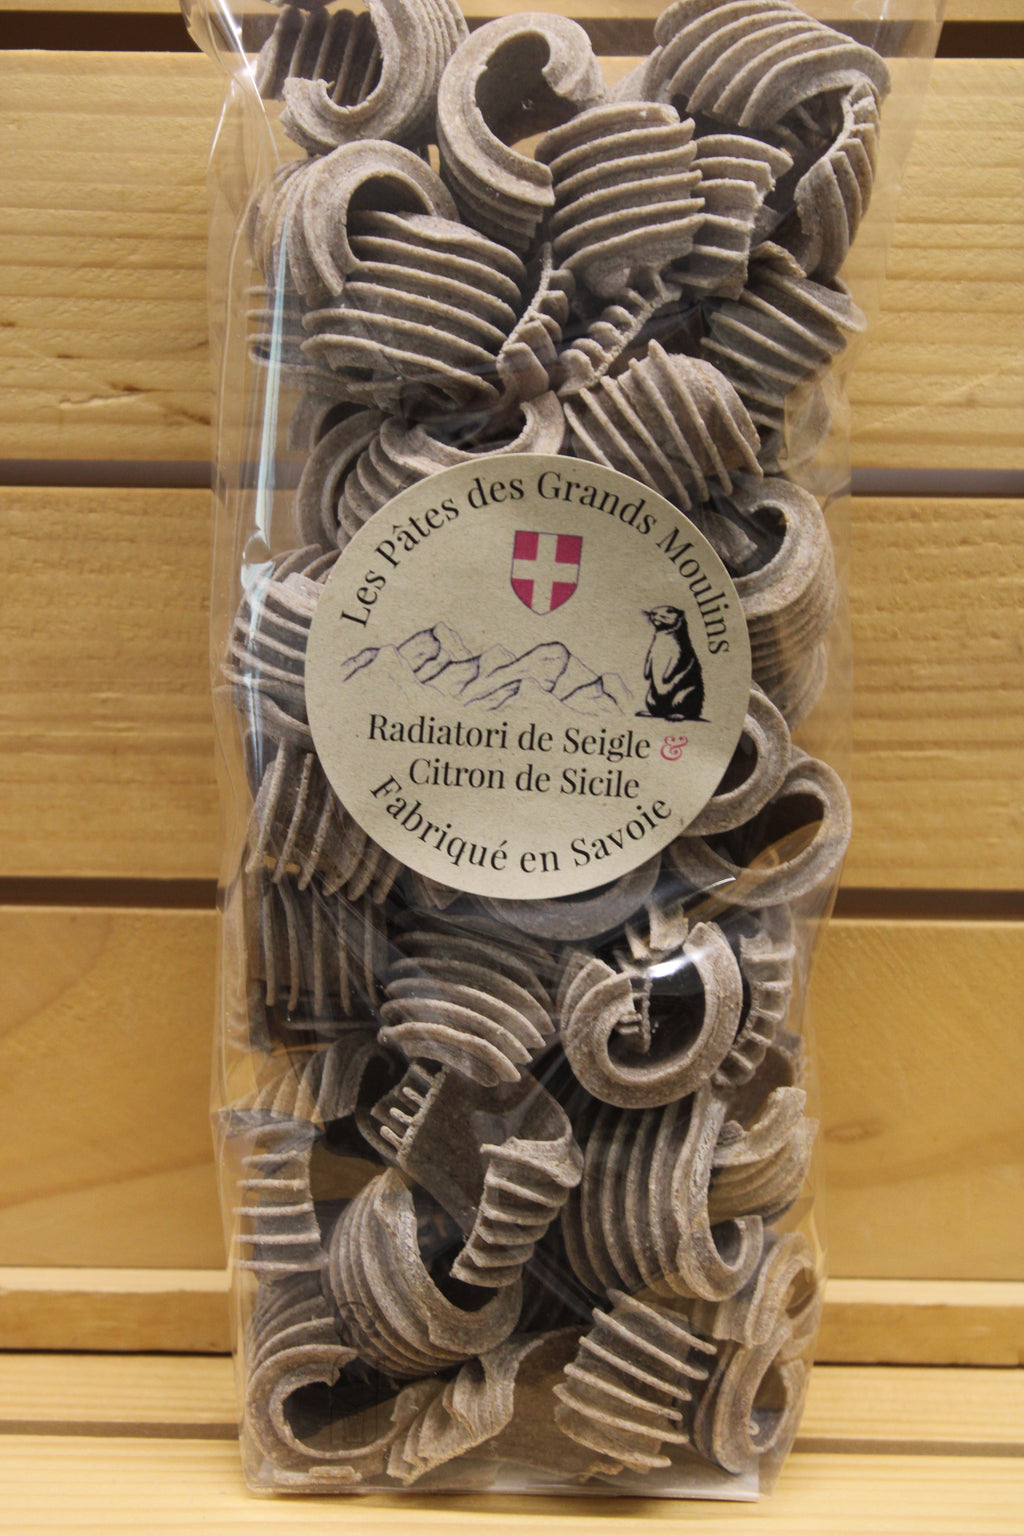 Les Pâtes des Grands Moulins
Radiatori de Seigle &
Citron de Sicile
Fabriqué en Savoie